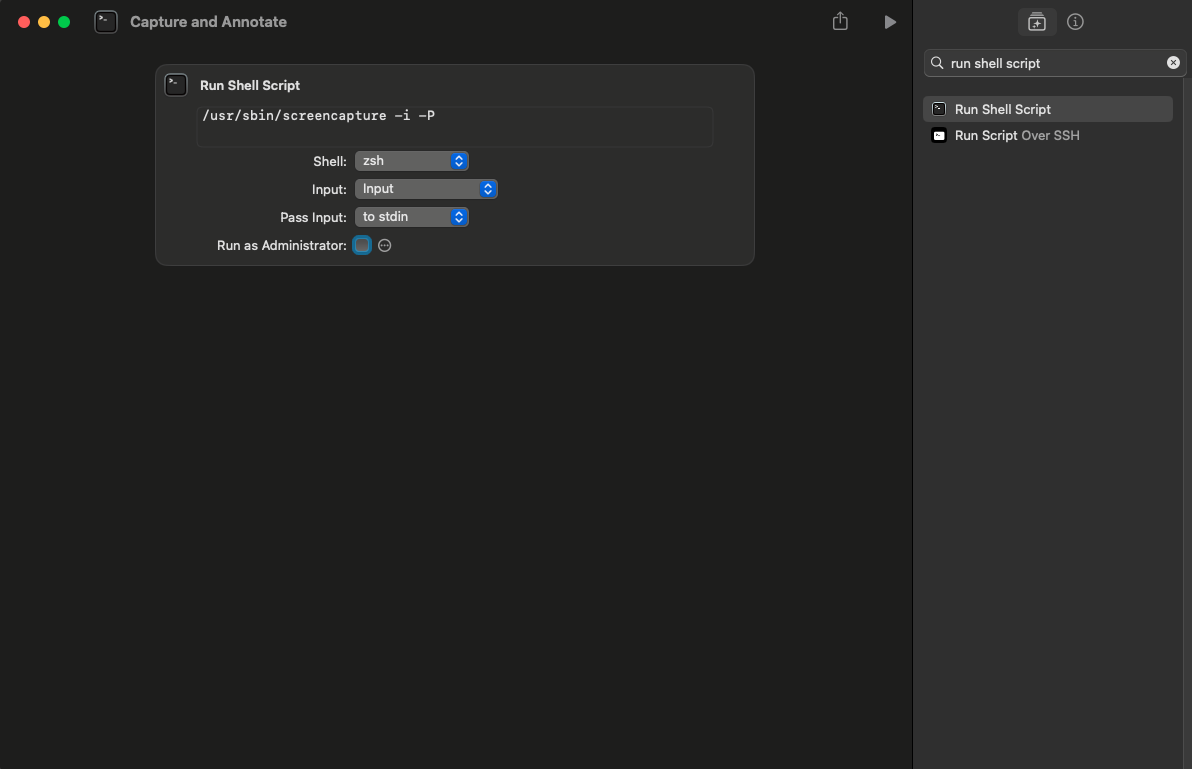 Capture and Annotate
Run Shell Script
/usr/sbin/screencapture -i -P
Shell: zsh
Input: Input
Pass Input: to stdin
Run as Administrator:
run shell script
Run Shell Script
Run Script Over SSH